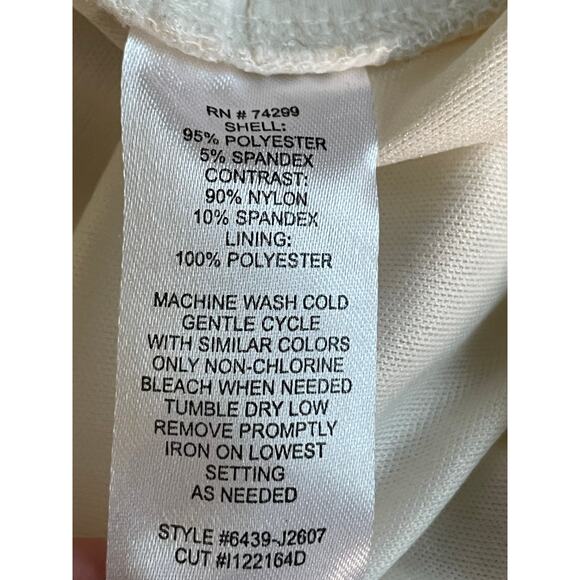 RN # 74299
SHELL:
95% POLYESTER
5% SPANDEX
CONTRAST:
90% NYLON
10% SPANDEX
LINING:
100% POLYESTER
MACHINE WASH COLD
GENTLE CYCLE
WITH SIMILAR COLORS
ONLY NON-CHLORINE
BLEACH WHEN NEEDED
TUMBLE DRY LOW
REMOVE PROMPTLY
IRON ON LOWEST
SETTING
AS NEEDED
STYLE #6439-J2607
CUT #I122164D